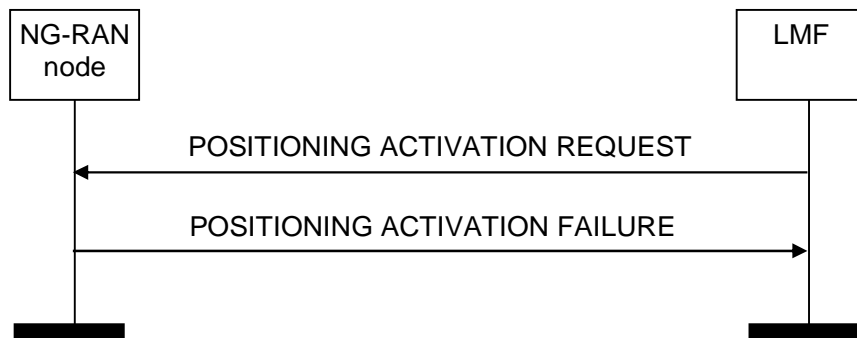 NG-RAN
node
LMF
POSITIONING ACTIVATION REQUEST
POSITIONING ACTIVATION FAILURE